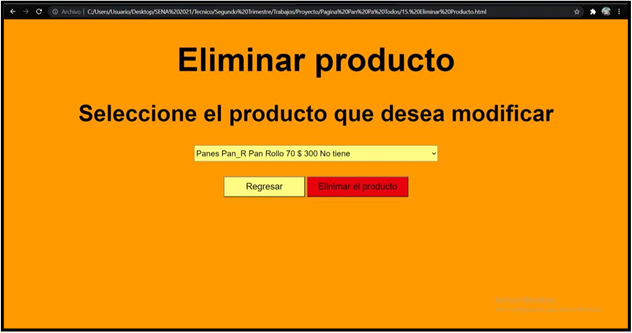 Archivo | C:/Users/Usuario/Desktop/SENA%202021/Tecnico/Segundo%20Trimestre/Trabajos/Proyecto/Pagina%20Pan%20Pa%20Todos/15.%20Eliminar%20Producto.html
Eliminar producto
Seleccione el producto que desea modificar
Panes Pan_R Pan Rollo 70 $ 300 No tiene
Regresar Elinimar el producto